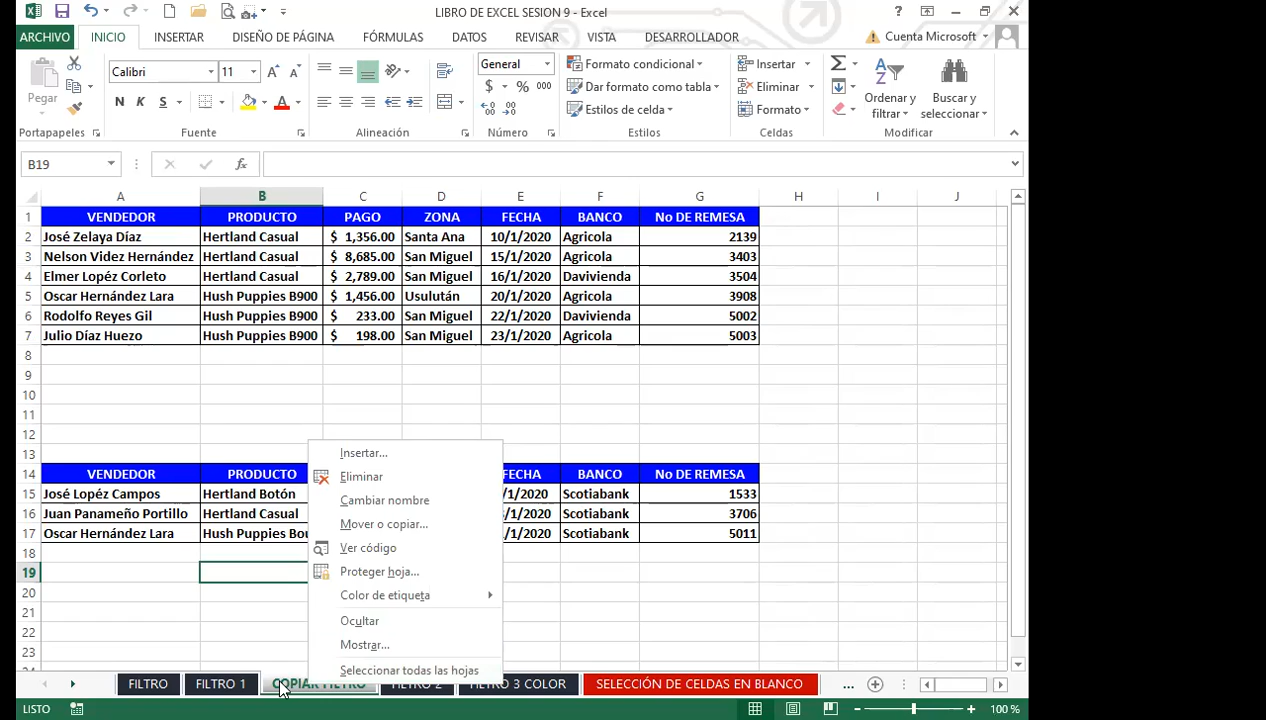 LIBRO DE EXCEL SESION 9 - Excel
?
ARCHIVO INICIO INSERTAR DISEÑO DE PÁGINA FÓRMULAS DATOS REVISAR VISTA DESARROLLADOR Cuenta Microsoft
Pegar
Calibri 11
N K S
General
$ % 000
Formato condicional
Dar formato como tabla
Estilos de celda
Insertar
Eliminar
Formato
Ordenar y filtrar
Buscar y seleccionar
Portapapeles Fuente Alineación Número Estilos Celdas Modificar
B19 fx
A B C D E F G H I J
1 VENDEDOR PRODUCTO PAGO ZONA FECHA BANCO No DE REMESA
2 José Zelaya Díaz Hertland Casual $ 1,356.00 Santa Ana 10/1/2020 Agricola 2139
3 Nelson Videz Hernández Hertland Casual $ 8,685.00 San Miguel 15/1/2020 Agricola 3403
4 Elmer Lopéz Corleto Hertland Casual $ 2,789.00 San Miguel 16/1/2020 Davivienda 3504
5 Oscar Hernández Lara Hush Puppies B900 $ 1,456.00 Usulután 20/1/2020 Agricola 3908
6 Rodolfo Reyes Gil Hush Puppies B900 $ 233.00 San Miguel 22/1/2020 Davivienda 5002
7 Julio Díaz Huezo Hush Puppies B900 $ 198.00 San Miguel 23/1/2020 Agricola 5003
8
9
10
11
12
13
14 VENDEDOR PRODUCTO FECHA BANCO No DE REMESA
15 José Lopéz Campos Hertland Botón /1/2020 Scotiabank 1533
16 Juan Panameño Portillo Hertland Casual /1/2020 Scotiabank 3706
17 Oscar Hernández Lara Hush Puppies Bou /1/2020 Scotiabank 5011
18
19
20
21
22
23
Insertar...
Eliminar
Cambiar nombre
Mover o copiar...
Ver código
Proteger hoja...
Color de etiqueta
Ocultar
Mostrar...
Seleccionar todas las hojas
FILTRO FILTRO 1 COPIAR FILTRO FILTRO 2 FILTRO 3 COLOR SELECCIÓN DE CELDAS EN BLANCO ...
LISTO 100 %